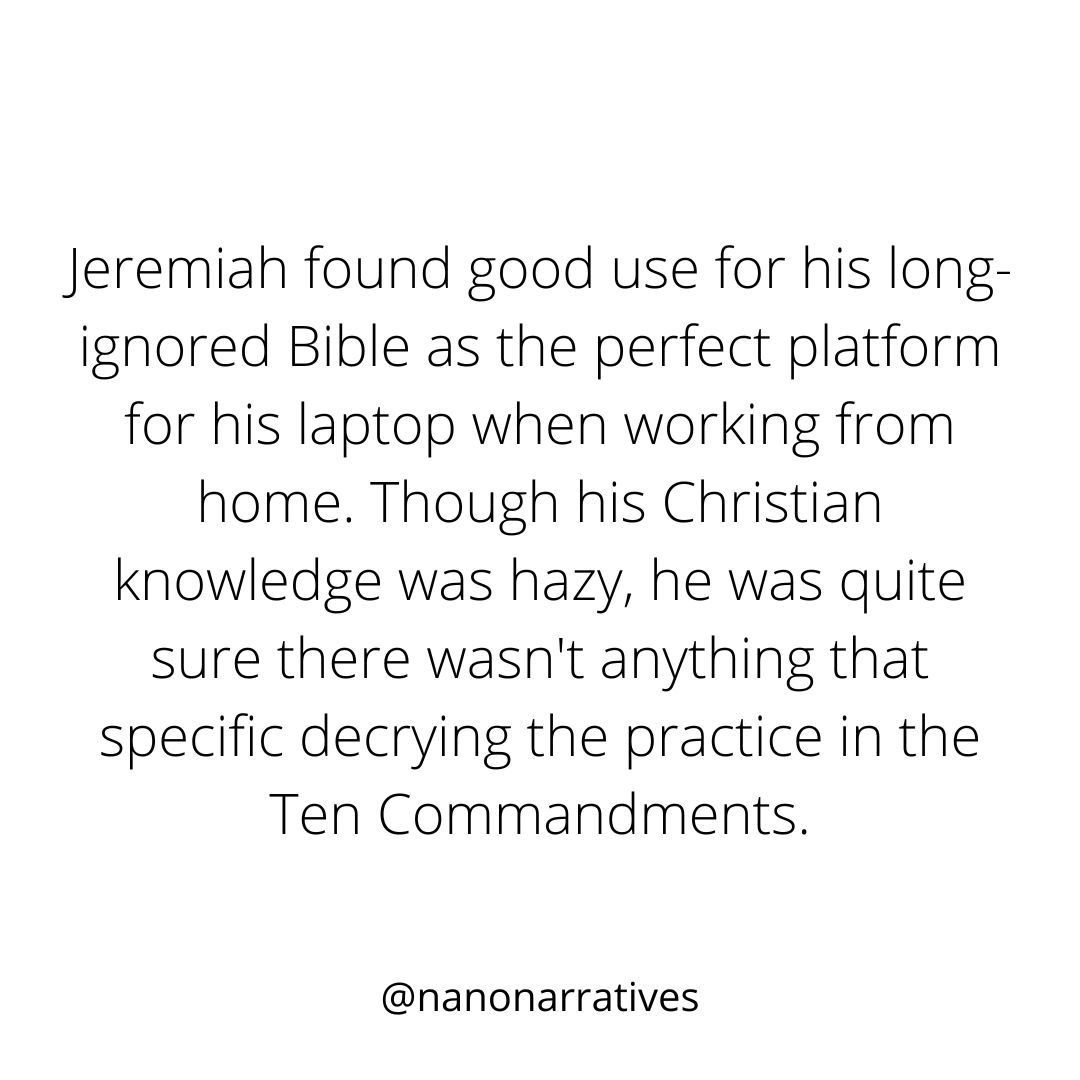 Jeremiah found good use for his long-
ignored Bible as the perfect platform
for his laptop when working from
home. Though his Christian
knowledge was hazy, he was quite
sure there wasn't anything that
specific decrying the practice in the
Ten Commandments.
@nanonarratives